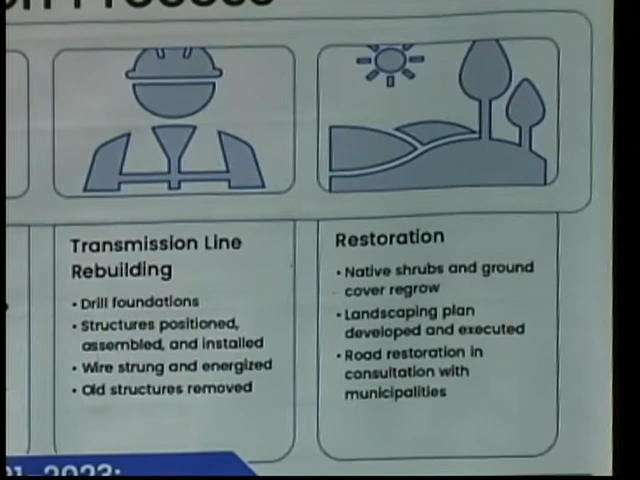 Transmission Line
Rebuilding
• Drill foundations
• Structures positioned,
assembled, and installed
• Wire strung and energized
• Old structures removed
Restoration
• Native shrubs and ground
cover regrow
• Landscaping plan
developed and executed
• Road restoration in
consultation with
municipalities